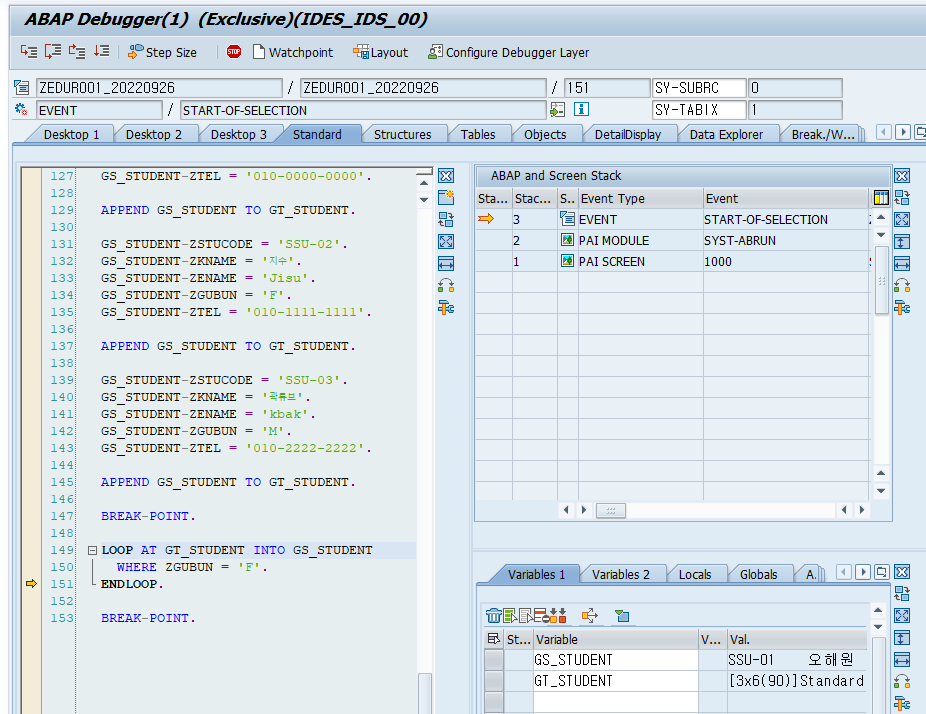 ABAP Debugger(1) (Exclusive)(IDES_IDS_00)
Step Size STOP Watchpoint Layout Configure Debugger Layer
ZEDUR001_20220926 / ZEDUR001_20220926 / 151 SY-SUBRC 0
EVENT / START-OF-SELECTION SY-TABIX 1
Desktop 1 Desktop 2 Desktop 3 Standard Structures Tables Objects DetailDisplay Data Explorer Break./W...
127 GS_STUDENT-ZTEL = '010-0000-0000'.
128
129 APPEND GS_STUDENT TO GT_STUDENT.
130
131 GS_STUDENT-ZSTUCODE = 'SSU-02'.
132 GS_STUDENT-ZKNAME = '지수'.
133 GS_STUDENT-ZENAME = 'Jisu'.
134 GS_STUDENT-ZGUBUN = 'F'.
135 GS_STUDENT-ZTEL = '010-1111-1111'.
136
137 APPEND GS_STUDENT TO GT_STUDENT.
138
139 GS_STUDENT-ZSTUCODE = 'SSU-03'.
140 GS_STUDENT-ZKNAME = '곽튜브'.
141 GS_STUDENT-ZENAME = 'kbak'.
142 GS_STUDENT-ZGUBUN = 'M'.
143 GS_STUDENT-ZTEL = '010-2222-2222'.
144
145 APPEND GS_STUDENT TO GT_STUDENT.
146
147 BREAK-POINT.
148
149 LOOP AT GT_STUDENT INTO GS_STUDENT
150 WHERE ZGUBUN = 'F'.
151 ENDLOOP.
152
153 BREAK-POINT.
ABAP and Screen Stack
Sta... Stac... S.. Event Type Event
3 EVENT START-OF-SELECTION
2 PAI MODULE SYST-ABRUN
1 PAI SCREEN 1000
Variables 1 Variables 2 Locals Globals A.
St... Variable V... Val.
GS_STUDENT SSU-01 오해원
GT_STUDENT [3x6(90)]Standard